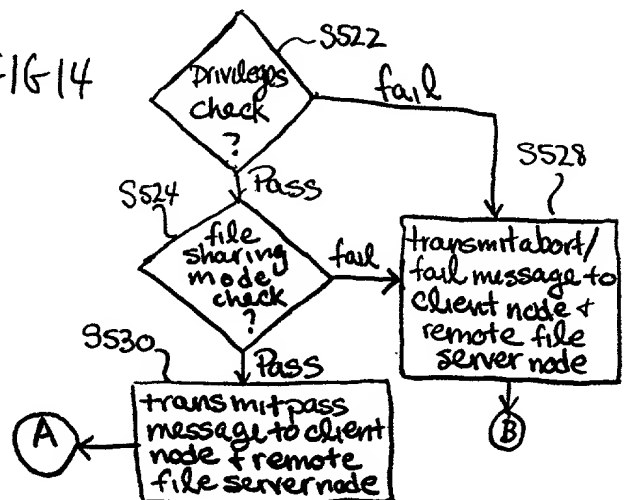 FIG 14
S522
Privileges
check
?
fail
Pass
S528
S524
file
sharing
mode
check
?
fail
transmit abort/
fail message to
client node &
remote file
server node
S530
Pass
transmit pass
message to client
node & remote
file server node
A
B